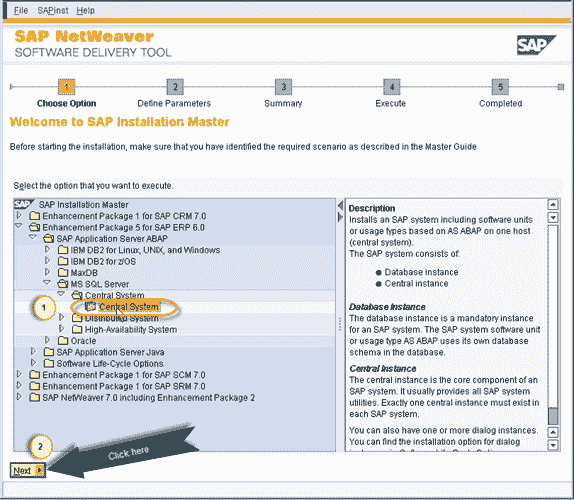 File SAPinst Help
SAP NetWeaver
SOFTWARE DELIVERY TOOL
SAP
1 2 3 4 5
Choose Option Define Parameters Summary Execute Completed
Welcome to SAP Installation Master
Before starting the installation, make sure that you have identified the required scenario as described in the Master Guide
Select the option that you want to execute.
SAP SAP Installation Master
Enhancement Package 1 for SAP CRM 7.0
Enhancement Package 5 for SAP ERP 6.0
SAP Application Server ABAP
IBM DB2 for Linux, UNIX, and Windows
IBM DB2 for z/OS
MaxDB
MS SQL Server
Central System
1
Central System
Distributed System
High-Availability System
Oracle
SAP Application Server Java
Software Life-Cycle Options
Enhancement Package 1 for SAP SCM 7.0
Enhancement Package 1 for SAP SRM 7.0
SAP NetWeaver 7.0 including Enhancement Package 2
Description
Installs an SAP system including software units
or usage types based on AS ABAP on one host
(central system).
The SAP system consists of:
Database instance
Central instance
Database Instance
The database instance is a mandatory instance
for an SAP system. The SAP system software unit
or usage type AS ABAP uses its own database
schema in the database.
Central Instance
The central instance is the core component of an
SAP system. It usually provides all SAP system
utilities. Exactly one central instance must exist in
each SAP system.
You can also have one or more dialog instances.
You can find the installation option for dialog
2
Click here
Next